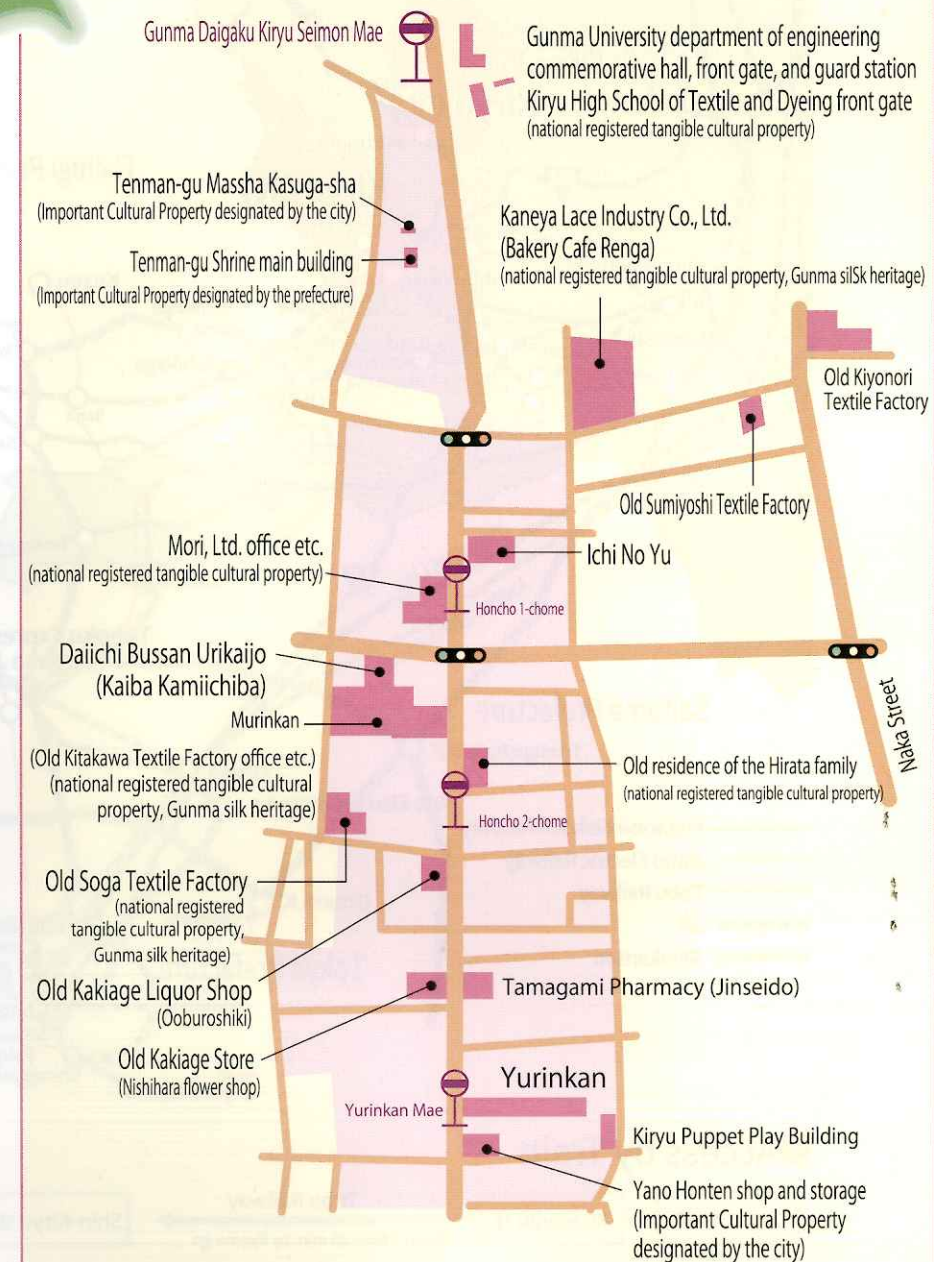 Gunma Daigaku Kiryu Seimon Mae
Gunma University department of engineering
commemorative hall, front gate, and guard station
Kiryu High School of Textile and Dyeing front gate
(national registered tangible cultural property)
Tenman-gu Massha Kasuga-sha
(Important Cultural Property designated by the city)
Tenman-gu Shrine main building
(Important Cultural Property designated by the prefecture)
Kaneya Lace Industry Co., Ltd.
(Bakery Cafe Renga)
(national registered tangible cultural property, Gunma silSk heritage)
Old Kiyonori
Textile Factory
Old Sumiyoshi Textile Factory
Mori, Ltd. office etc.
(national registered tangible cultural property)
Ichi No Yu
Honcho 1-chome
Daiichi Bussan Urikaijo
(Kaiba Kamiichiba)
Murinkan
(Old Kitakawa Textile Factory office etc.)
(national registered tangible cultural
property, Gunma silk heritage)
Naka Street
Old residence of the Hirata family
(national registered tangible cultural property)
Honcho 2-chome
Old Soga Textile Factory
(national registered
tangible cultural property,
Gunma silk heritage)
Old Kakiage Liquor Shop
(Ooburoshiki)
Tamagami Pharmacy (Jinseido)
Old Kakiage Store
(Nishihara flower shop)
Yurinkan
Yurinkan Mae
Kiryu Puppet Play Building
Yano Honten shop and storage
(Important Cultural Property
designated by the city)